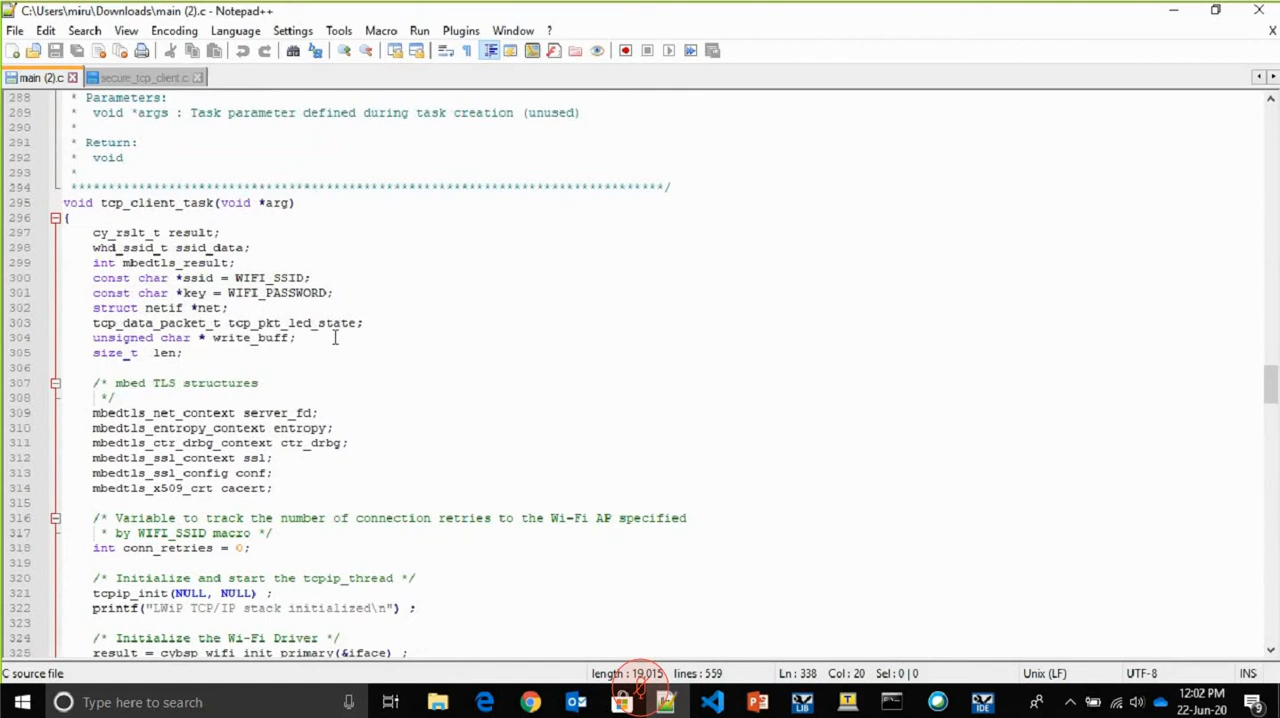 C:\Users\miru\Downloads\main (2).c - Notepad++
File Edit Search View Encoding Language Settings Tools Macro Run Plugins Window ?
main (2).c secure_tcp_client.c
288 * Parameters:
289 * void *args : Task parameter defined during task creation (unused)
290 *
291 * Return:
292 * void
293 *
294 *******************************************************************************/
295 void tcp_client_task(void *arg)
296 {
297 cy_rslt_t result;
298 whd_ssid_t ssid_data;
299 int mbedtls_result;
300 const char *ssid = WIFI_SSID;
301 const char *key = WIFI_PASSWORD;
302 struct netif *net;
303 tcp_data_packet_t tcp_pkt_led_state;
304 unsigned char * write_buff;
305 size_t len;
306
307 /* mbed TLS structures
308 */
309 mbedtls_net_context server_fd;
310 mbedtls_entropy_context entropy;
311 mbedtls_ctr_drbg_context ctr_drbg;
312 mbedtls_ssl_context ssl;
313 mbedtls_ssl_config conf;
314 mbedtls_x509_crt cacert;
315
316 /* Variable to track the number of connection retries to the Wi-Fi AP specified
317 * by WIFI_SSID macro */
318 int conn_retries = 0;
319
320 /* Initialize and start the tcpip_thread */
321 tcpip_init(NULL, NULL) ;
322 printf("LWiP TCP/IP stack initialized\n") ;
323
324 /* Initialize the Wi-Fi Driver */
325 result = cybsp_wifi_init_primary(&iface) ;
C source file length : 19,015 lines : 559 Ln : 338 Col : 20 Sel : 0 | 0 Unix (LF) UTF-8 INS
Type here to search 12:02 PM
22-Jun-20